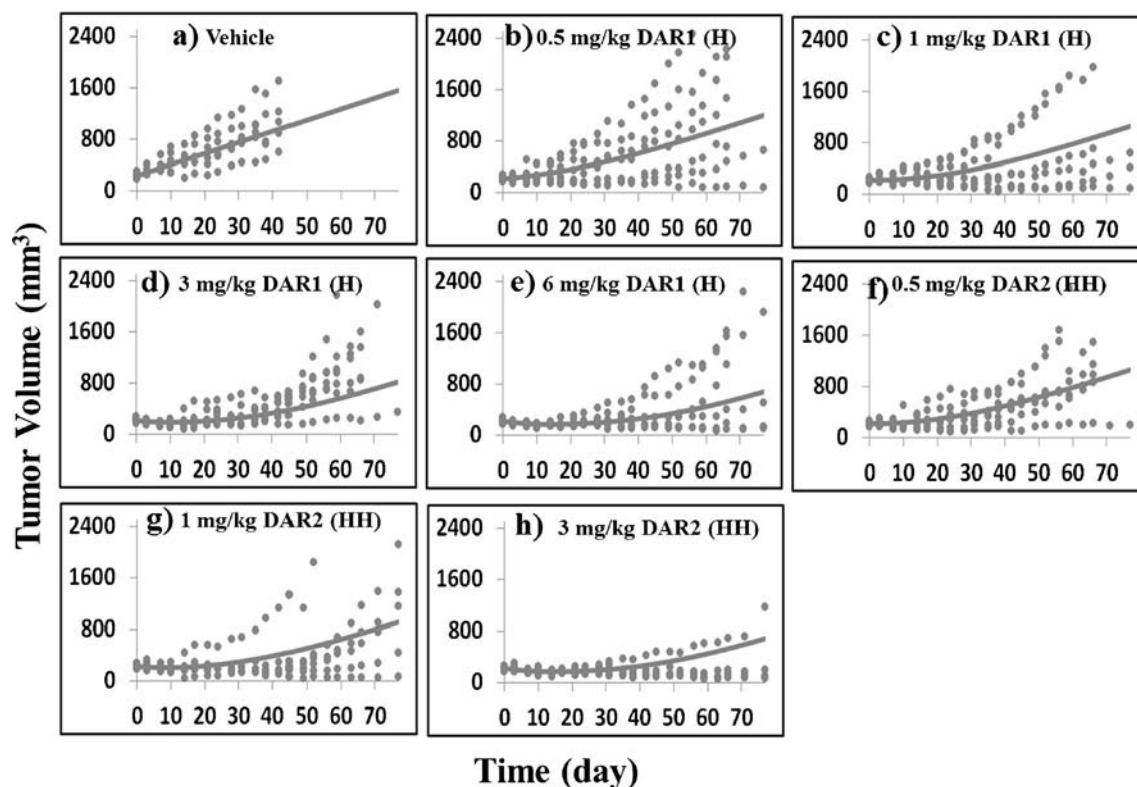 Tumor Volume (mm³)
a) Vehicle
2400
1600
800
0
0 10 20 30 40 50 60 70
b) 0.5 mg/kg DAR1 (H)
2400
1600
800
0
0 10 20 30 40 50 60 70
c) 1 mg/kg DAR1 (H)
2400
1600
800
0
0 10 20 30 40 50 60 70
d) 3 mg/kg DAR1 (H)
2400
1600
800
0
0 10 20 30 40 50 60 70
e) 6 mg/kg DAR1 (H)
2400
1600
800
0
0 10 20 30 40 50 60 70
f) 0.5 mg/kg DAR2 (HH)
2400
1600
800
0
0 10 20 30 40 50 60 70
g) 1 mg/kg DAR2 (HH)
2400
1600
800
0
0 10 20 30 40 50 60 70
h) 3 mg/kg DAR2 (HH)
2400
1600
800
0
0 10 20 30 40 50 60 70
Time (day)